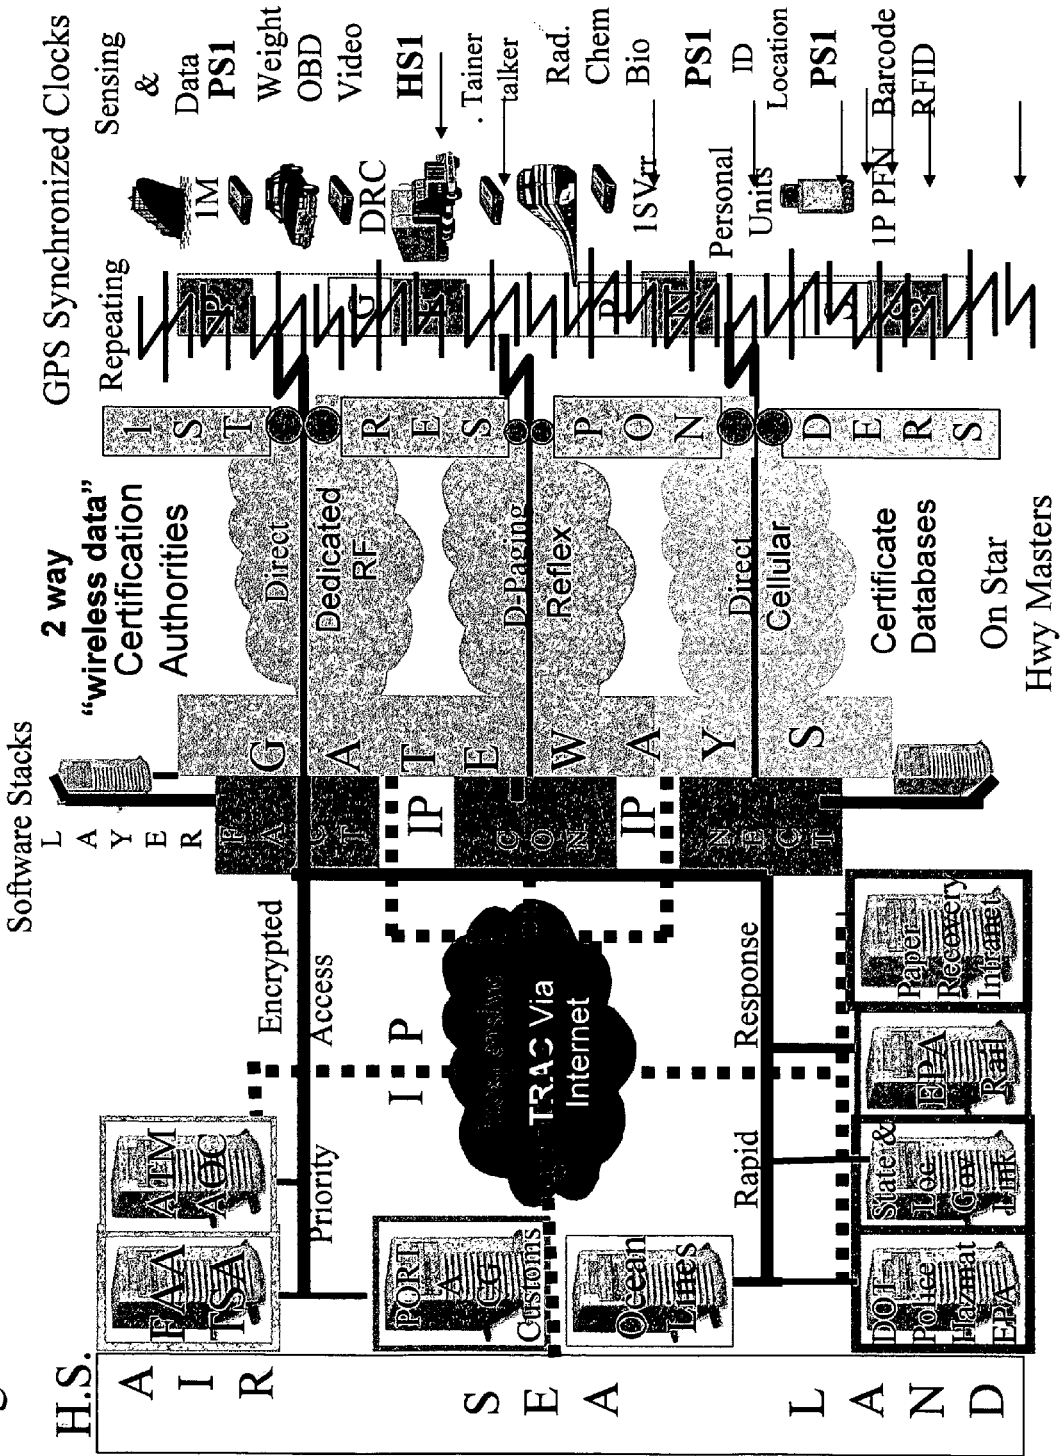 GPS Synchronized Clocks
Software Stacks
2 way
“wireless data”
Certification
Authorities
Repeating
Sensing
&
Data
PS1
Weight
OBD
Video
HS1
. Tainer
talker
Rad.
Chem
Bio
PS1
ID
Location
PS1
Barcode
RFID
H.S.
A
I
R
S
E
A
L
A
N
D
FAA
TSA
ATM
AOC
Priority
Encrypted
Access
PORT
A
CG
Customs
Ocean
Lines
I P
TRAC Via
Internet
Rapid
Response
DOT
Police
Hazmat
EPA
State &
Loc
Gov
Link
EPA
Rail
Paper
Recovery
Intranet
L
A
Y
E
R
F
A
C
T
IP
C
O
N
IP
N
E
C
T
G
A
T
E
W
A
Y
S
Direct
Dedicated
RF
D-Paging
Reflex
Direct
Cellular
Certificate
Databases
On Star
Hwy Masters
1
S
T
R
E
S
P
O
N
D
E
R
S
1M
DRC
1SVrr
Personal
Units
1P PFN